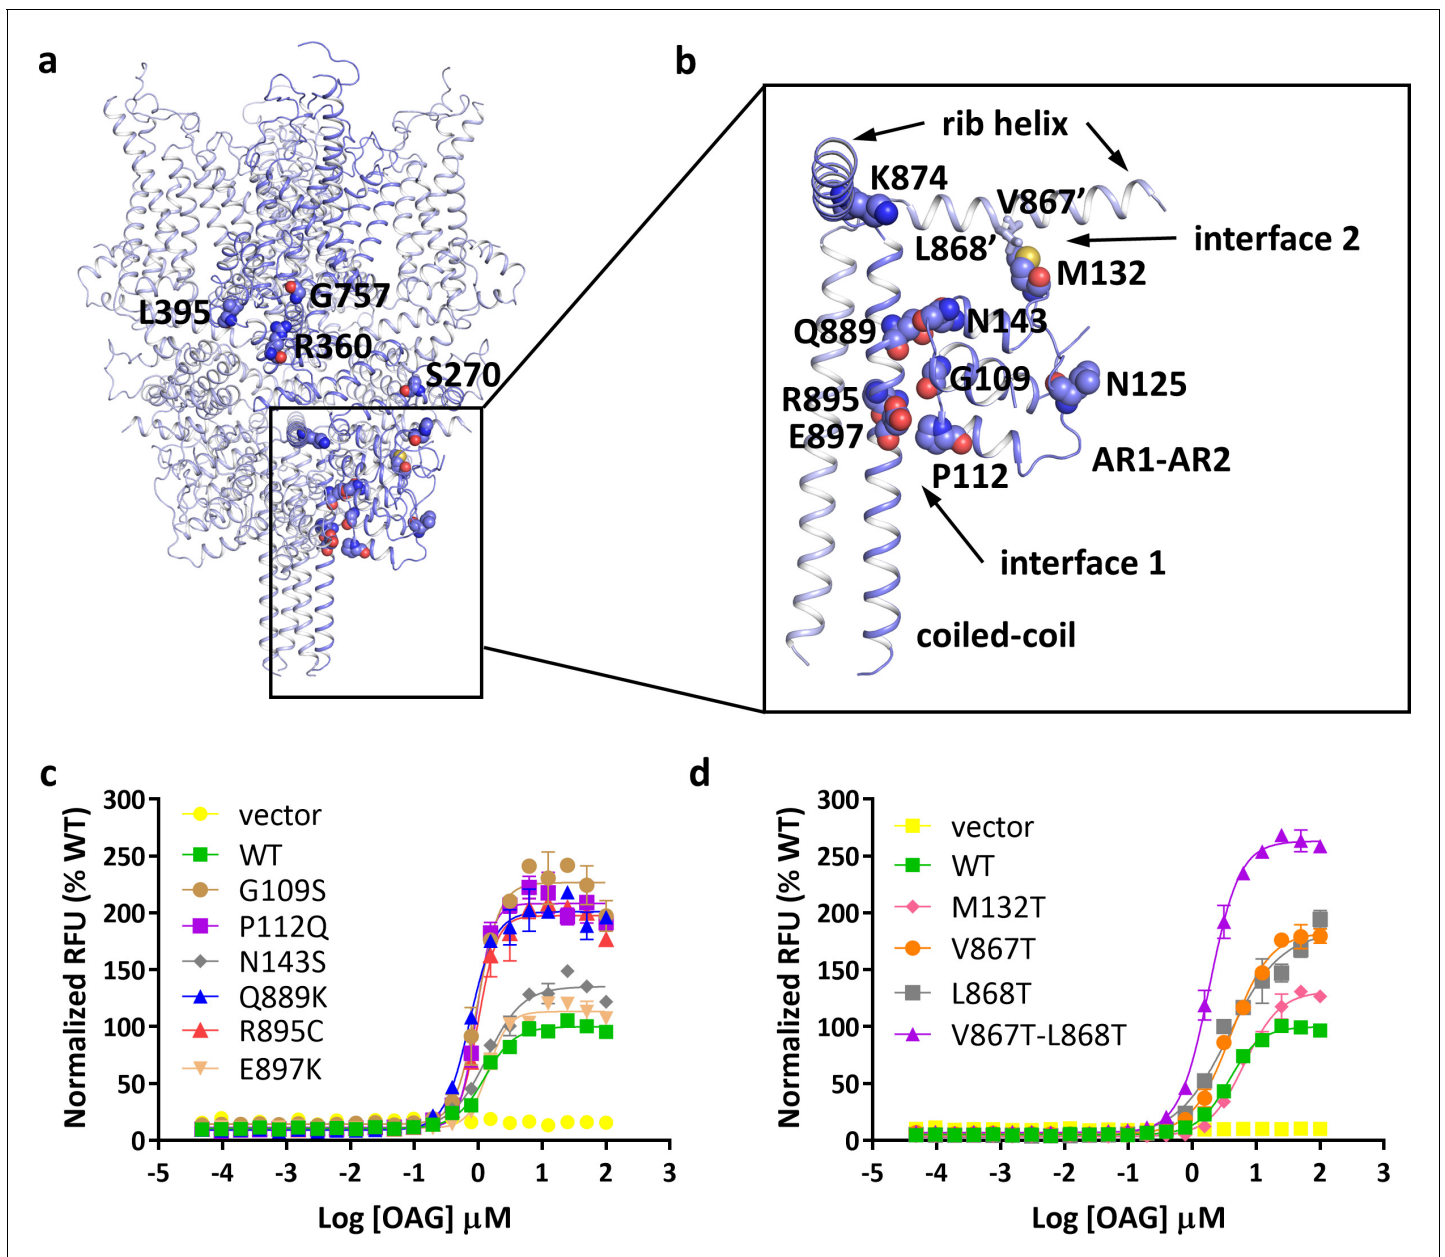 a
L395
G757
R360
S270
b
rib helix
K874
V867’
L868’
interface 2
M132
Q889
N143
G109
N125
R895
E897
P112
AR1-AR2
interface 1
coiled-coil
c
Normalized RFU (% WT)
300
250
200
150
100
50
0
vector
WT
G109S
P112Q
N143S
Q889K
R895C
E897K
-5 -4 -3 -2 -1 0 1 2 3
Log [OAG] μM
d
Normalized RFU (% WT)
300
250
200
150
100
50
0
vector
WT
M132T
V867T
L868T
V867T-L868T
-5 -4 -3 -2 -1 0 1 2 3
Log [OAG] μM